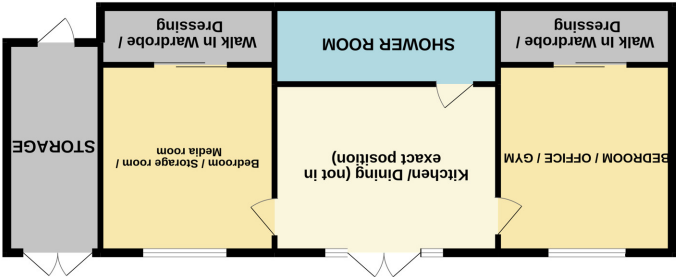 BEDROOM / OFFICE / GYM
Kitchen/ Dining (not in
exact position)
Bedroom / Storage room /
Media room
STORAGE
Walk In Wardrobe /
Dressing
SHOWER ROOM
Walk In Wardrobe /
Dressing